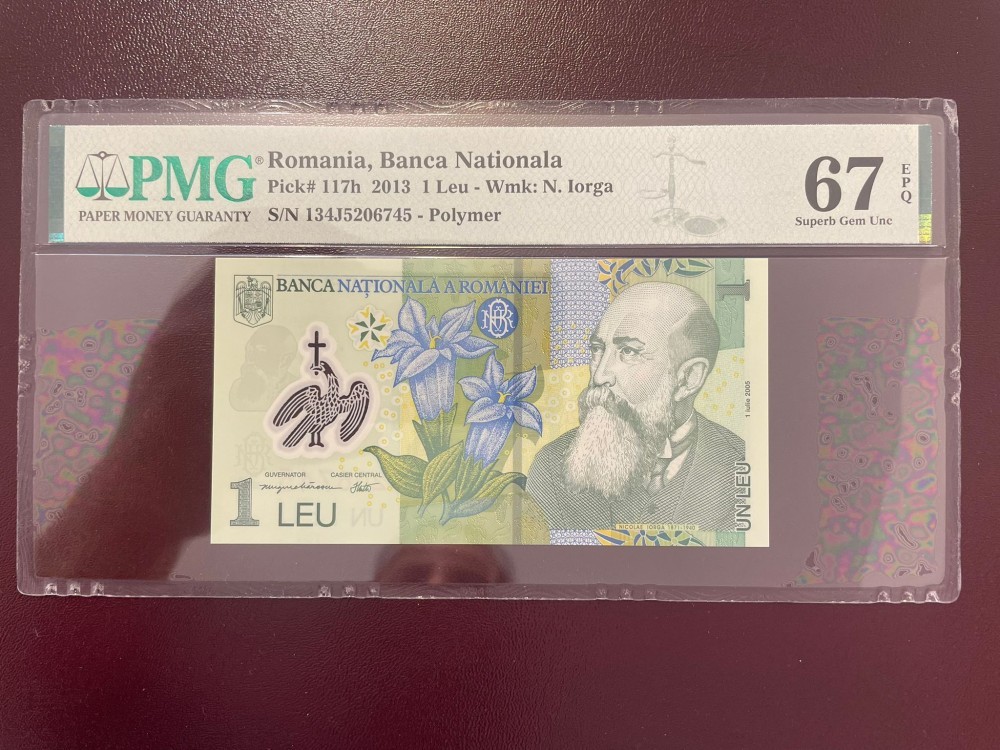 PMG®
PAPER MONEY GUARANTY
Romania, Banca Nationala
Pick# 117h 2013 1 Leu - Wmk: N. Iorga
S/N 134J5206745 - Polymer
67
EPQ
Superb Gem Unc
BANCA NAȚIONALĂ A ROMÂNIEI
1
1 iulie 2005
GUVERNATOR CASIER CENTRAL
1 LEU
UN LEU
NICOLAE IORGA 1871-1940